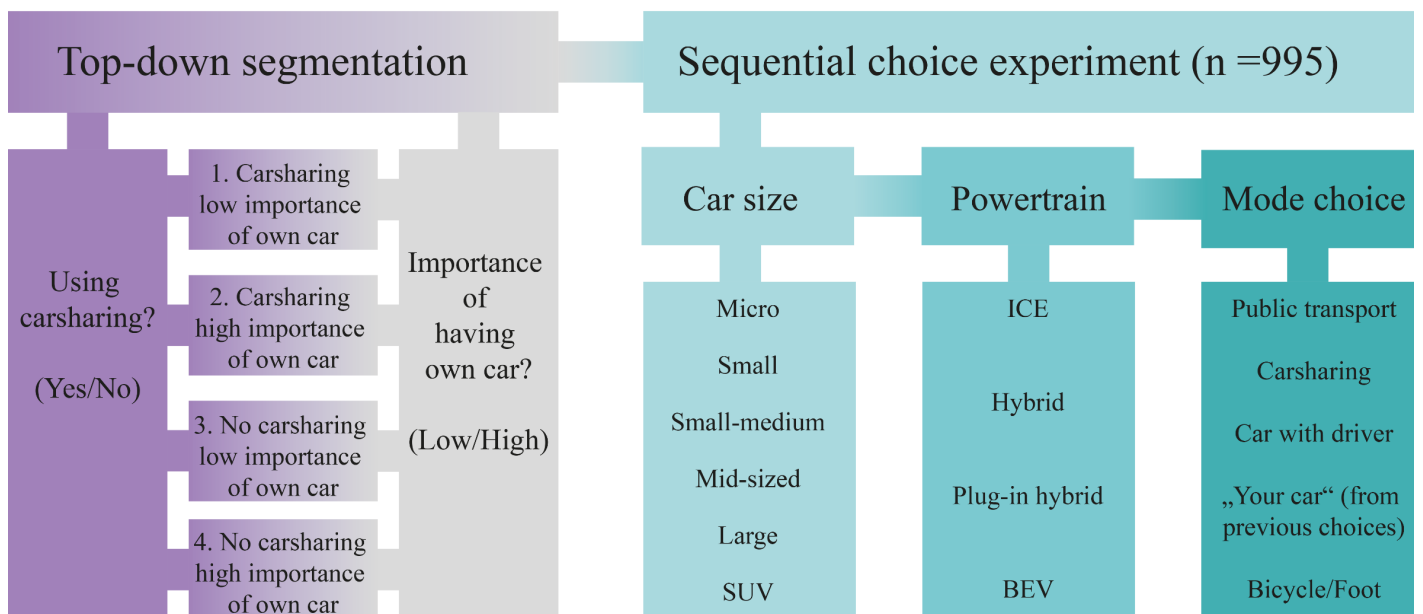 Top-down segmentation
Sequential choice experiment (n =995)
Using
carsharing?
(Yes/No)
1. Carsharing
low importance
of own car
2. Carsharing
high importance
of own car
3. No carsharing
low importance
of own car
4. No carsharing
high importance
of own car
Importance
of
having
own car?
(Low/High)
Car size
Micro
Small
Small-medium
Mid-sized
Large
SUV
Powertrain
ICE
Hybrid
Plug-in hybrid
BEV
Mode choice
Public transport
Carsharing
Car with driver
„Your car“ (from
previous choices)
Bicycle/Foot